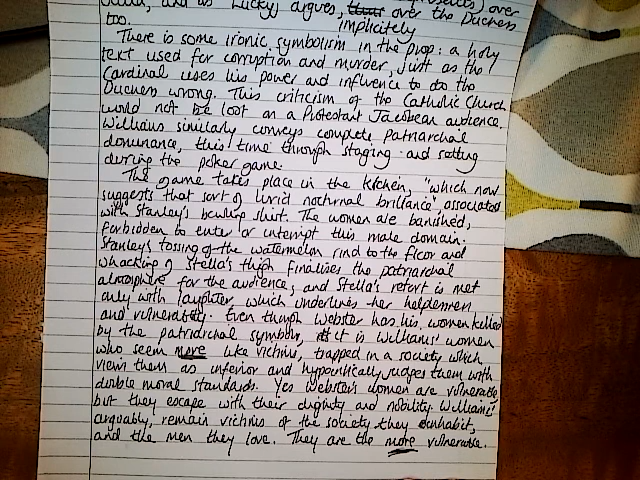 Julia, and as Lucky argues, over the Duchess
too. implicitly
There is some ironic symbolism in the prop: a holy
text used for corruption and murder, just as the
Cardinal uses his power and influence to do the
Duchess wrong. This criticism of the Catholic Church
would not be lost on a Protestant Jacobean audience.
Williams similarly conveys complete patriarchal
dominance, this time through staging and setting
during the poker game.
The game takes place in the kitchen, "which now
suggests that sort of lurid nocturnal brilliance" associated
with Stanley's bowling shirt. The women are banished,
forbidden to enter or interrupt this male domain.
Stanley's tossing of the watermelon rind to the floor and
whacking of Stella's thigh finalises the patriarchal
atmosphere for the audience, and Stella's retort is met
only with laughter which underlines her helplessness
and vulnerability. Even though Webster has his women killed
by the patriarchal symbols, it is Williams' women
who seem more like victims, trapped in a society which
views them as inferior and hypocritically judges them with
double moral standards. Yes Webster's women are vulnerable
but they escape with their dignity and nobility. Williams'
arguably, remain victims of the society they inhabit,
and the men they love. They are the more vulnerable.